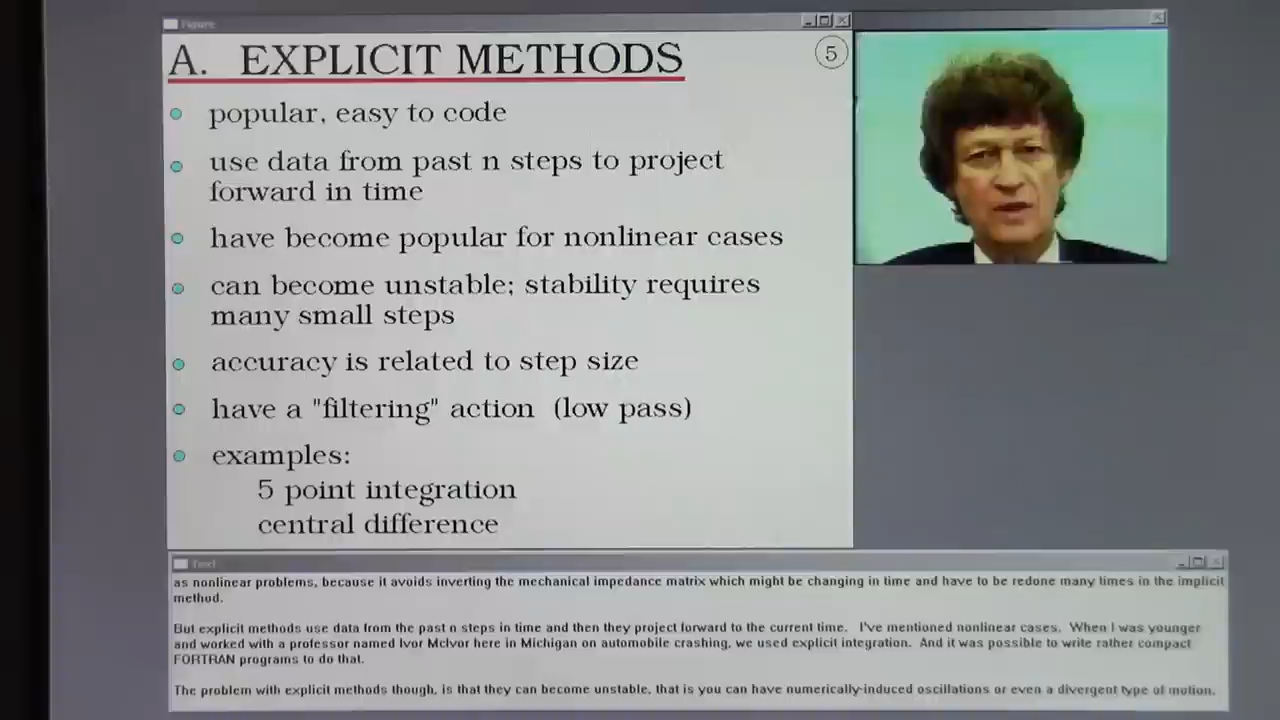 Figure
A. EXPLICIT METHODS
5
popular, easy to code
use data from past n steps to project
forward in time
have become popular for nonlinear cases
can become unstable; stability requires
many small steps
accuracy is related to step size
have a "filtering" action (low pass)
examples:
5 point integration
central difference
Text
as nonlinear problems, because it avoids inverting the mechanical impedance matrix which might be changing in time and have to be redone many times in the implicit
method.
But explicit methods use data from the past n steps in time and then they project forward to the current time. I've mentioned nonlinear cases. When I was younger
and worked with a professor named Ivor McIvor here in Michigan on automobile crashing, we used explicit integration. And it was possible to write rather compact
FORTRAN programs to do that.
The problem with explicit methods though, is that they can become unstable, that is you can have numerically-induced oscillations or even a divergent type of motion.